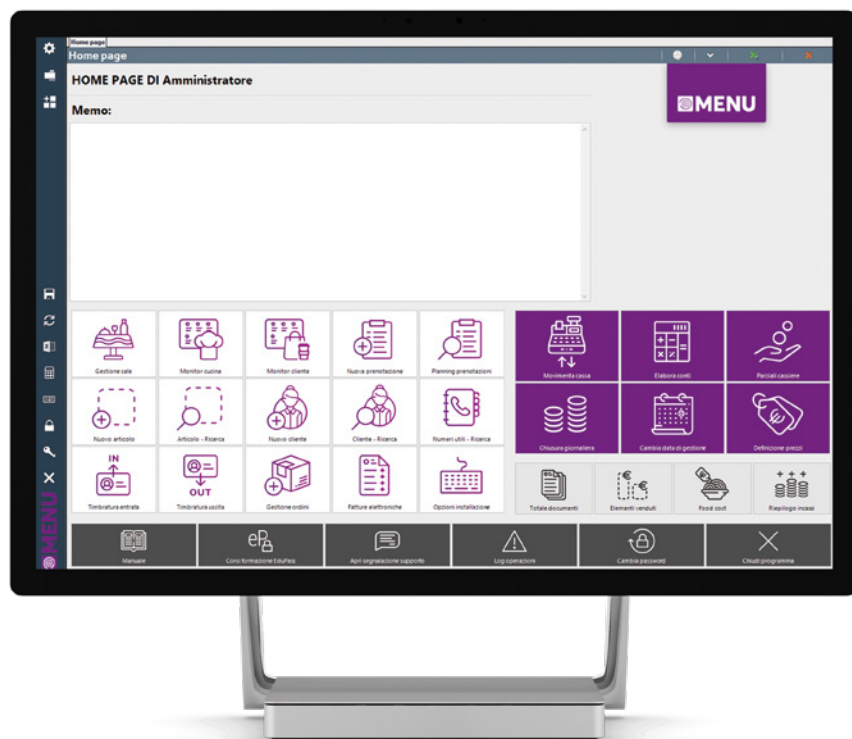 Home page
Home page
HOME PAGE DI Amministratore
MENU
Memo:
Gestione sale
Monitor cucina
Monitor cliente
Nuova prenotazione
Planning prenotazioni
Movimenta cassa
Elabora conti
Parziali cassiere
Nuovo articolo
Articolo - Ricerca
Nuovo cliente
Cliente - Ricerca
Numeri utili - Ricerca
Chiusura giornaliera
Cambia data di gestione
Definizione prezzi
IN
Timbratura entrata
OUT
Timbratura uscita
Gestione ordini
Fatture elettroniche
Opzioni installazione
Totale documenti
Elementi venduti
Food cost
Riepilogo incassi
MENU
Manuale
eP
Corsi formazione EduPass
Apri segnalazione supporto
Log operazioni
Cambia password
Chiudi programma